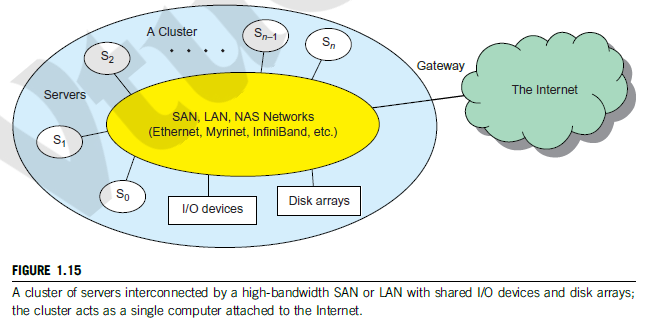 A Cluster
. . . .
Sn–1
Sn
S2
Gateway
The Internet
Servers
SAN, LAN, NAS Networks
(Ethernet, Myrinet, InfiniBand, etc.)
S1
S0
I/O devices
Disk arrays
FIGURE 1.15
A cluster of servers interconnected by a high-bandwidth SAN or LAN with shared I/O devices and disk arrays;
the cluster acts as a single computer attached to the Internet.